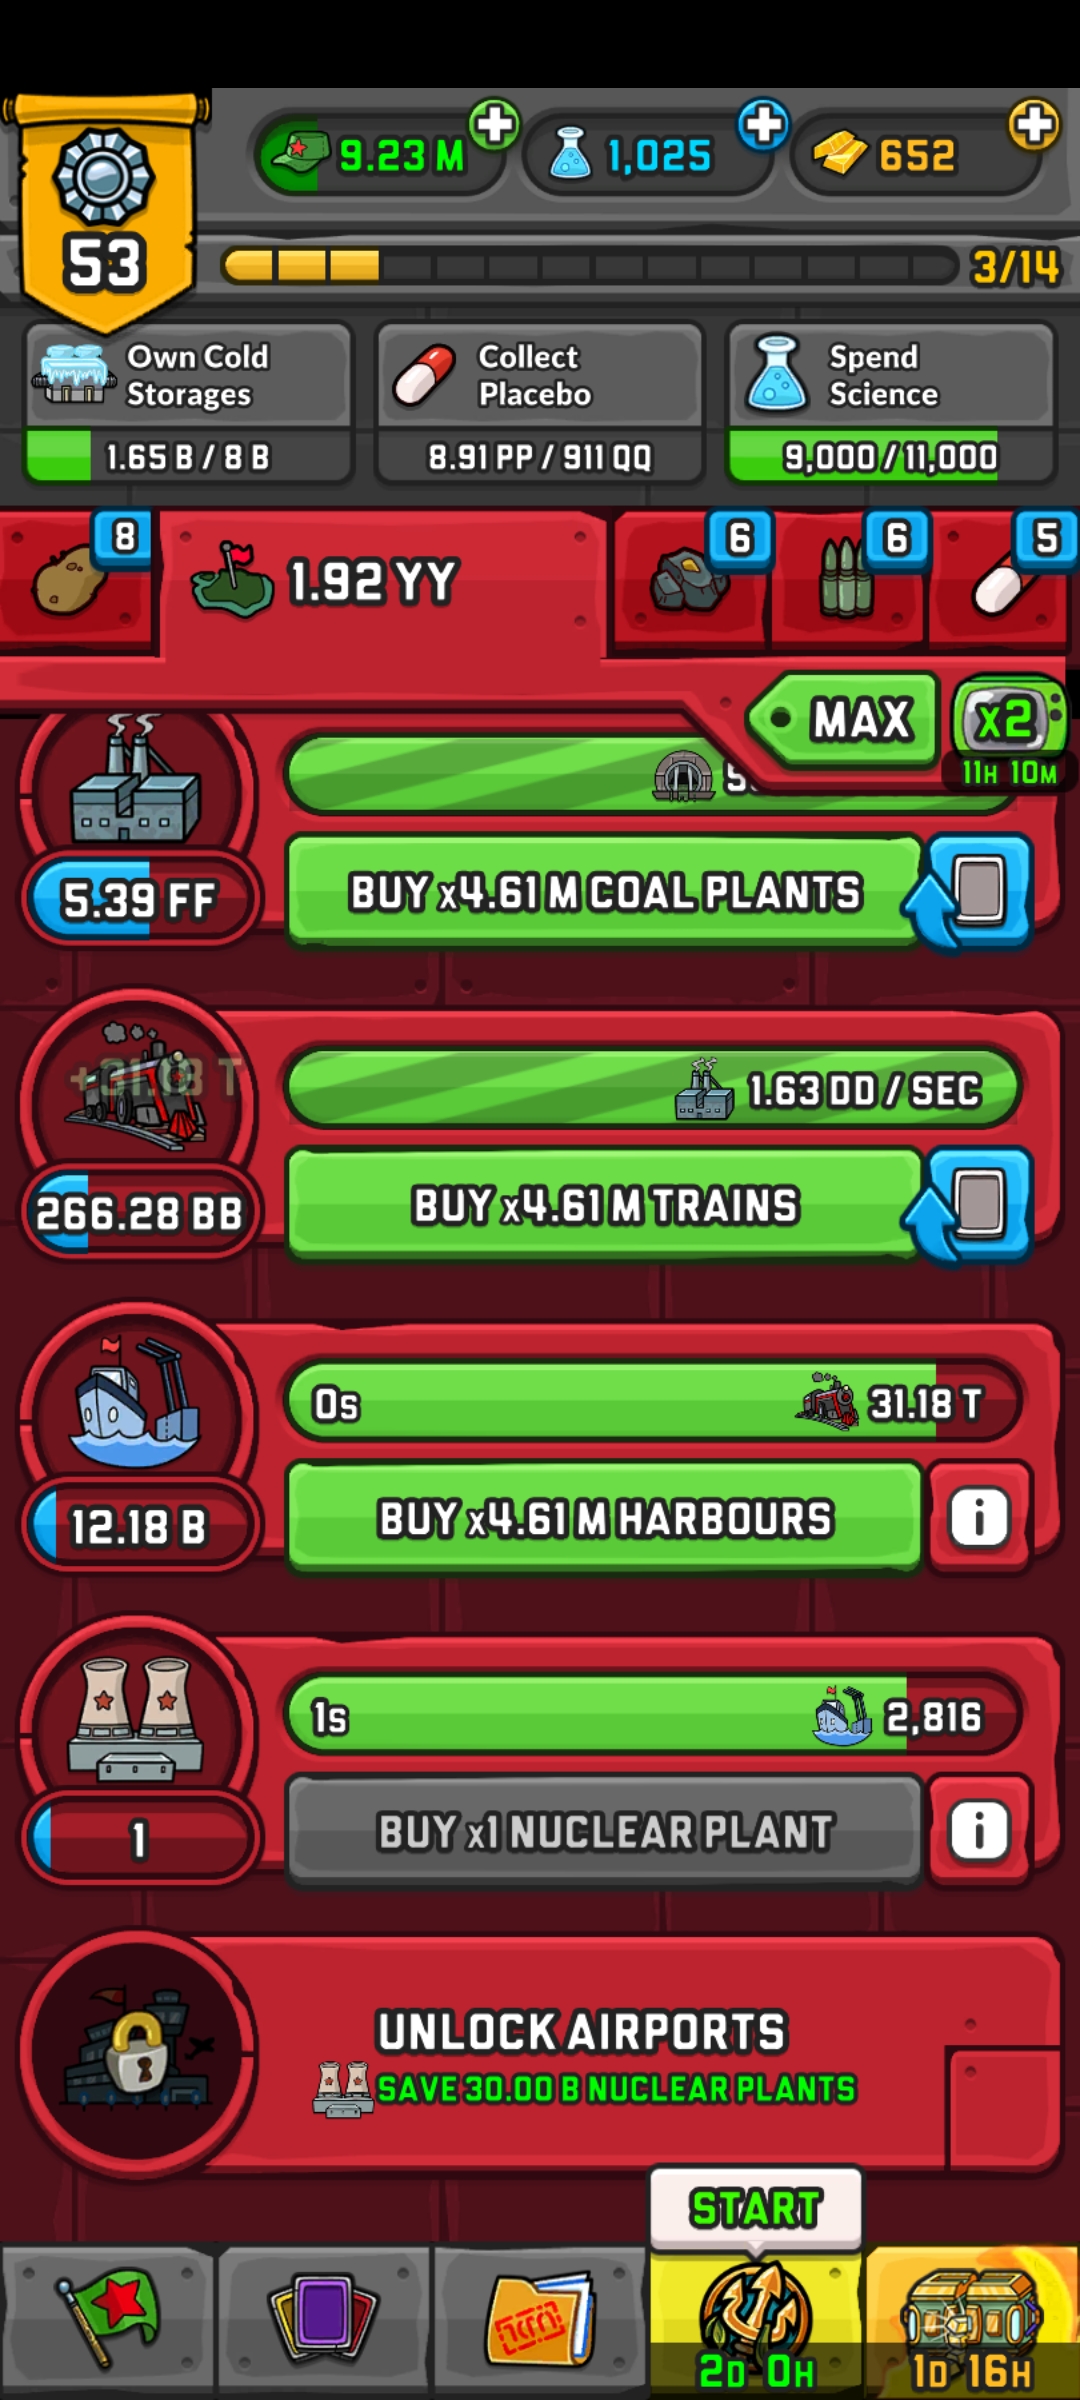 9.23 M
1,025
652
53
3/14
Own Cold
Storages
1.65 B / 8 B
Collect
Placebo
8.91 PP / 911 QQ
Spend
Science
9,000 / 11,000
8
1.92 YY
6
6
5
MAX
x2
11H 10M
5.39 FF
BUY x4.61 M COAL PLANTS
+31.18 T
1.63 DD / SEC
266.28 BB
BUY x4.61 M TRAINS
0s
31.18 T
12.18 B
BUY x4.61 M HARBOURS
i
1s
2,816
1
BUY x1 NUCLEAR PLANT
i
UNLOCK AIRPORTS
SAVE 30.00 B NUCLEAR PLANTS
START
2D 0H
1D 16H